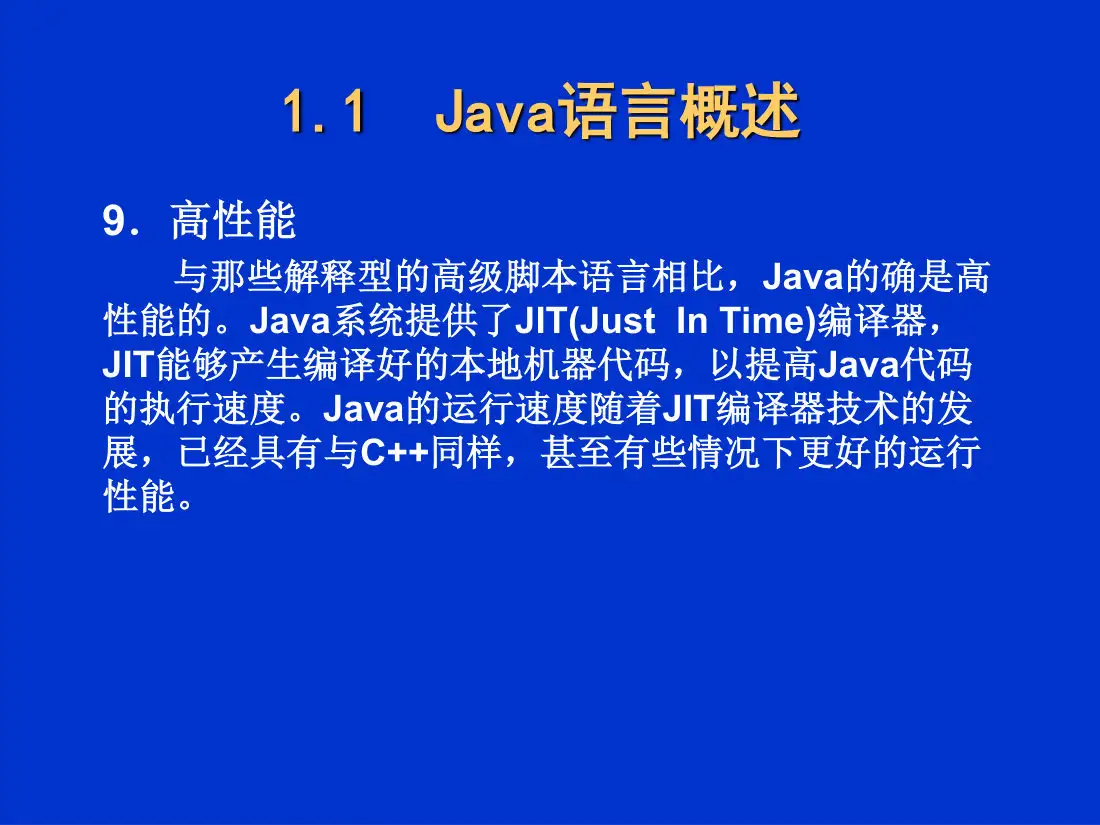 1.1 Java语言概述
9．高性能
与那些解释型的高级脚本语言相比，Java的确是高
性能的。Java系统提供了JIT(Just In Time)编译器，
JIT能够产生编译好的本地机器代码，以提高Java代码
的执行速度。Java的运行速度随着JIT编译器技术的发
展，已经具有与C++同样，甚至有些情况下更好的运行
性能。